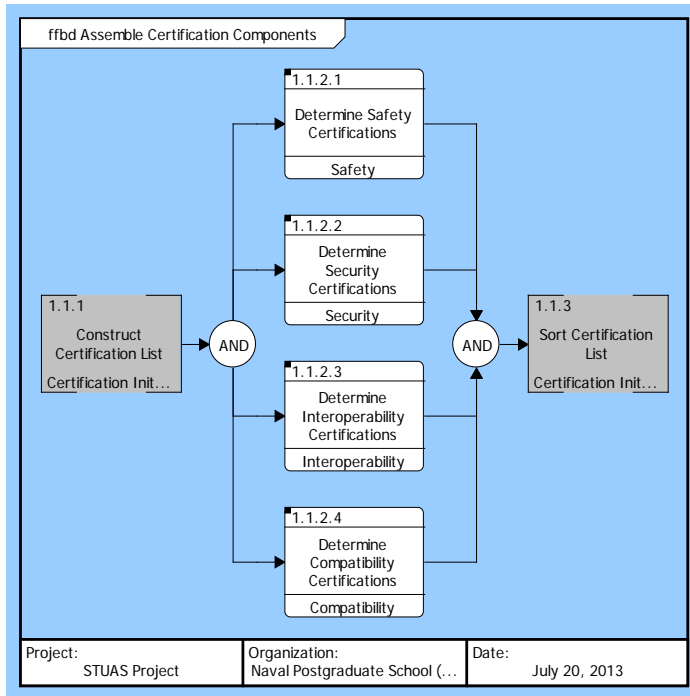 ffbd Assemble Certification Components
1.1.2.1
Determine Safety
Certifications
Safety
1.1.2.2
Determine
Security
Certifications
Security
1.1.1
Construct
Certification List
Certification Init...
AND
AND
1.1.3
Sort Certification
List
Certification Init...
1.1.2.3
Determine
Interoperability
Certifications
Interoperability
1.1.2.4
Determine
Compatibility
Certifications
Compatibility
Project:
STUAS Project
Organization:
Naval Postgraduate School (...
Date:
July 20, 2013